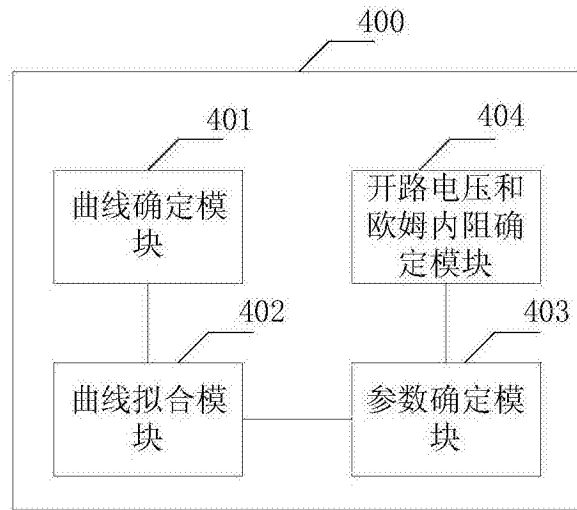 400
401
曲线确定模
块
404
开路电压和
欧姆内阻确
定模块
402
曲线拟合模
块
403
参数确定模
块